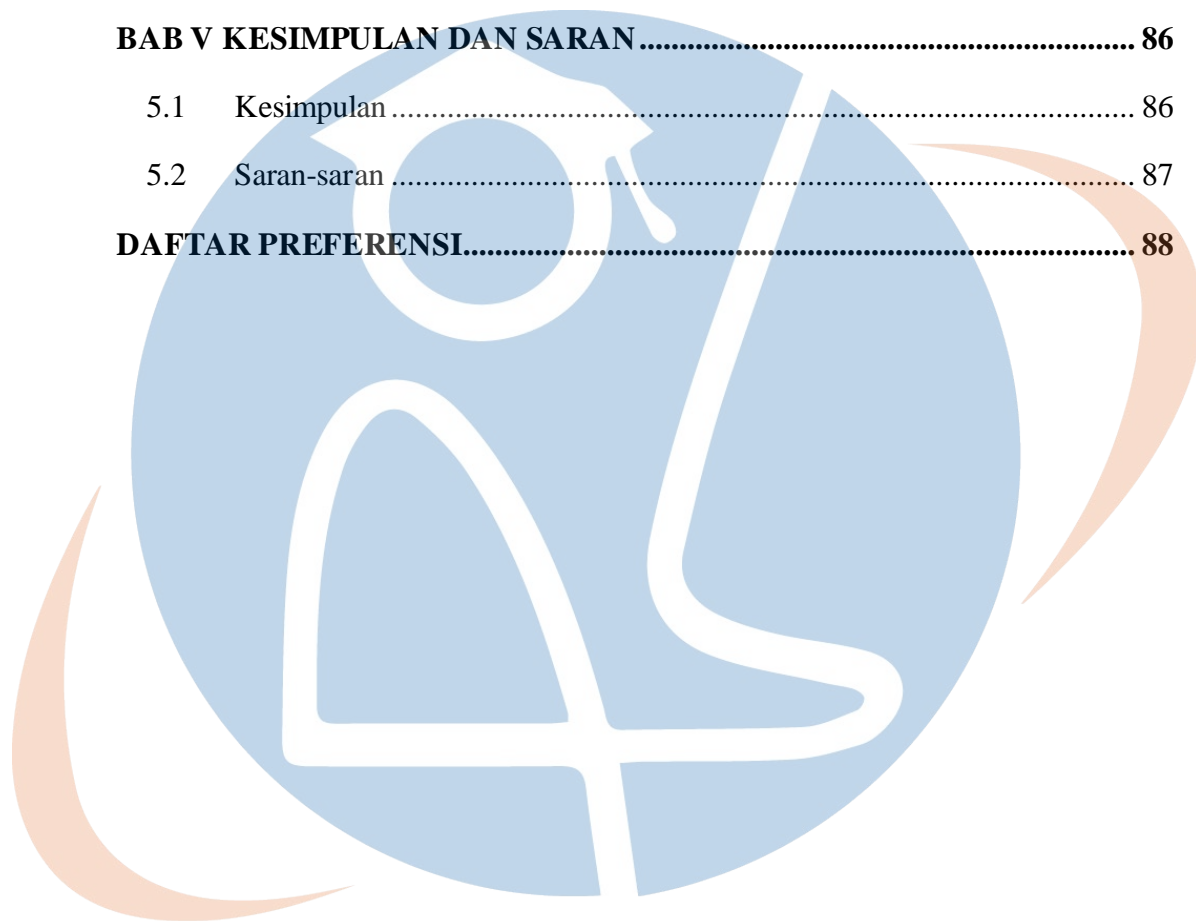 BAB V KESIMPULAN DAN SARAN........................................................................ 86
5.1 Kesimpulan ............................................................................................... 86
5.2 Saran-saran ............................................................................................... 87
DAFTAR PREFERENSI.................................................................................... 88